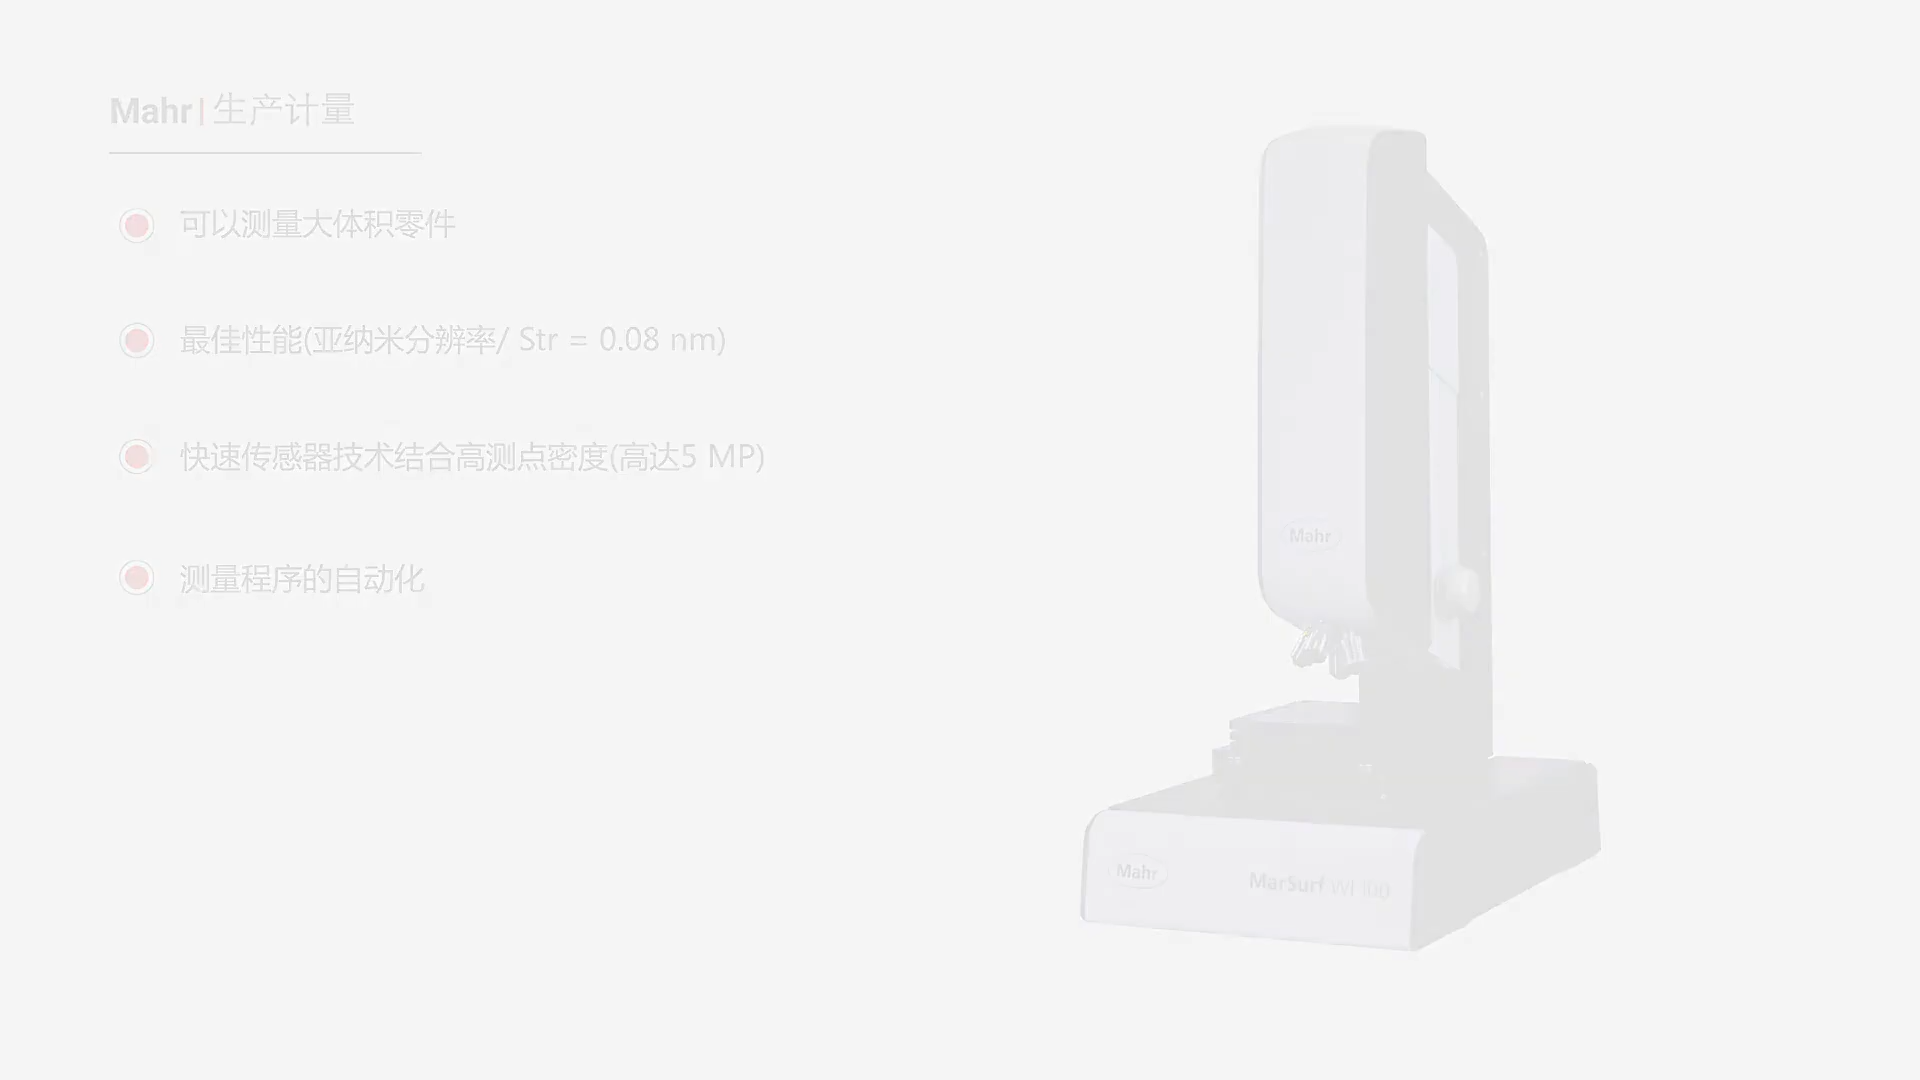 Mahr | 生产计量
可以测量大体积零件
最佳性能(亚纳米分辨率/ Str = 0.08 nm)
快速传感器技术结合高测点密度(高达5 MP)
测量程序的自动化
Mahr
Mahr
MarSurf WI 100